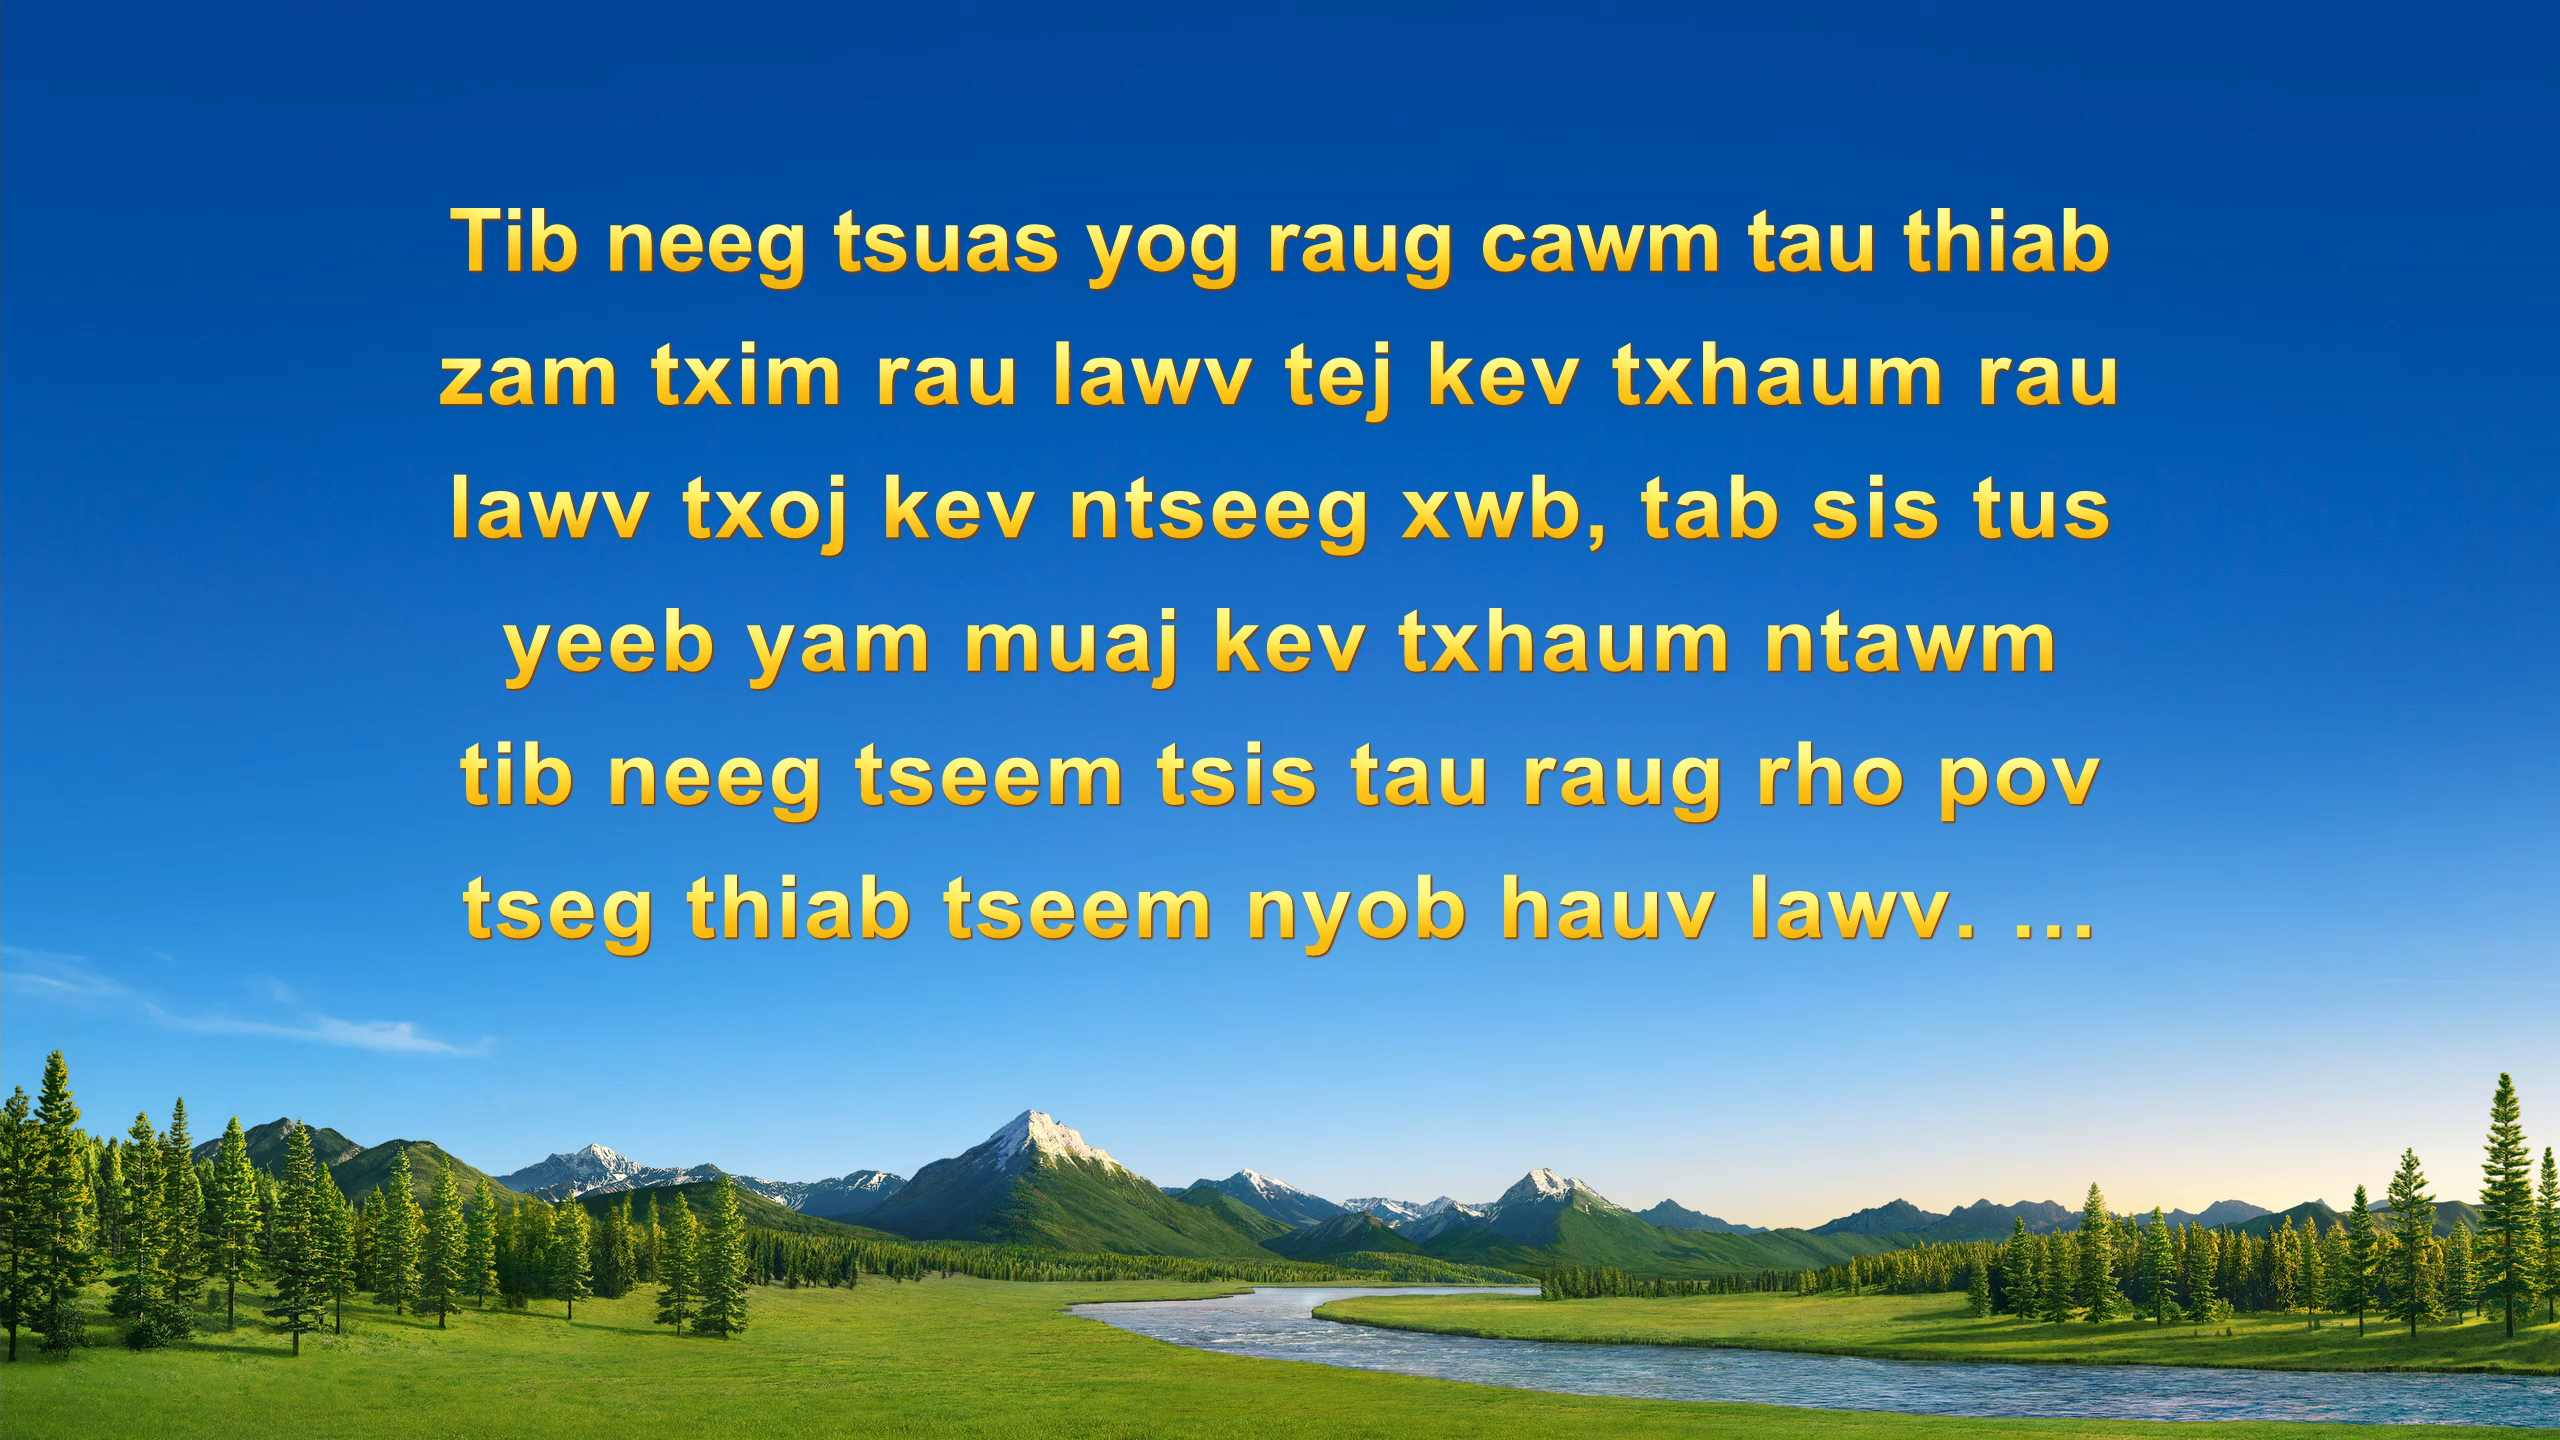 Tib neeg tsuas yog raug cawm tau thiab
zam txim rau lawv tej kev txhaum rau
lawv txoj kev ntseeg xwb, tab sis tus
yeeb yam muaj kev txhaum ntawm
tib neeg tseem tsis tau raug rho pov
tseg thiab tseem nyob hauv lawv. ...